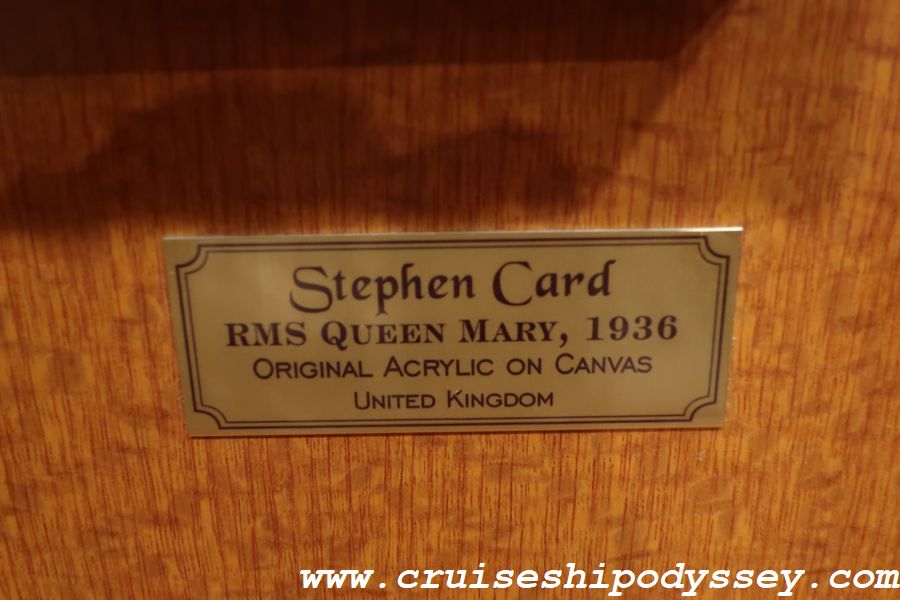 Stephen Card
RMS QUEEN MARY, 1936
ORIGINAL ACRYLIC ON CANVAS
UNITED KINGDOM
www.cruiseshipodyssey.com